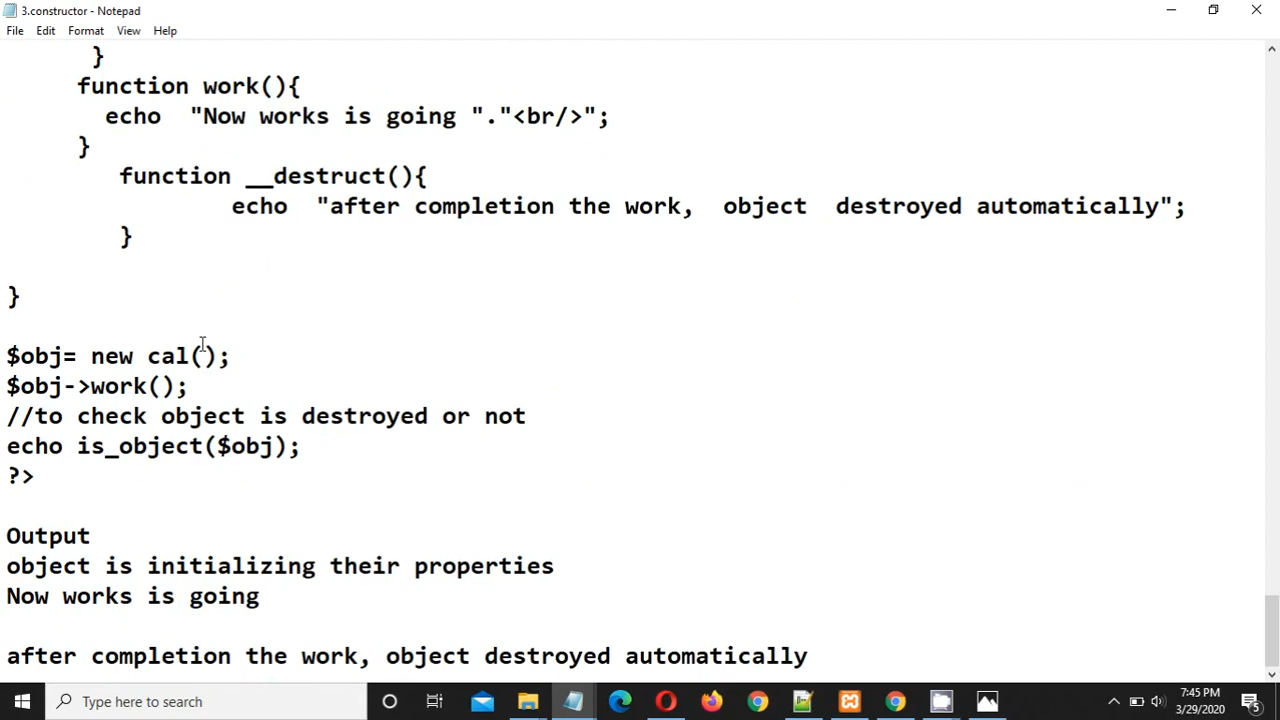 3.constructor - Notepad
File Edit Format View Help
}
function work(){
echo "Now works is going "."<br/>";
}
function __destruct(){
echo "after completion the work, object destroyed automatically";
}
}
$obj= new cal();
$obj->work();
//to check object is destroyed or not
echo is_object($obj);
?>
Output
object is initializing their properties
Now works is going
after completion the work, object destroyed automatically
Type here to search
7:45 PM
3/29/2020
5